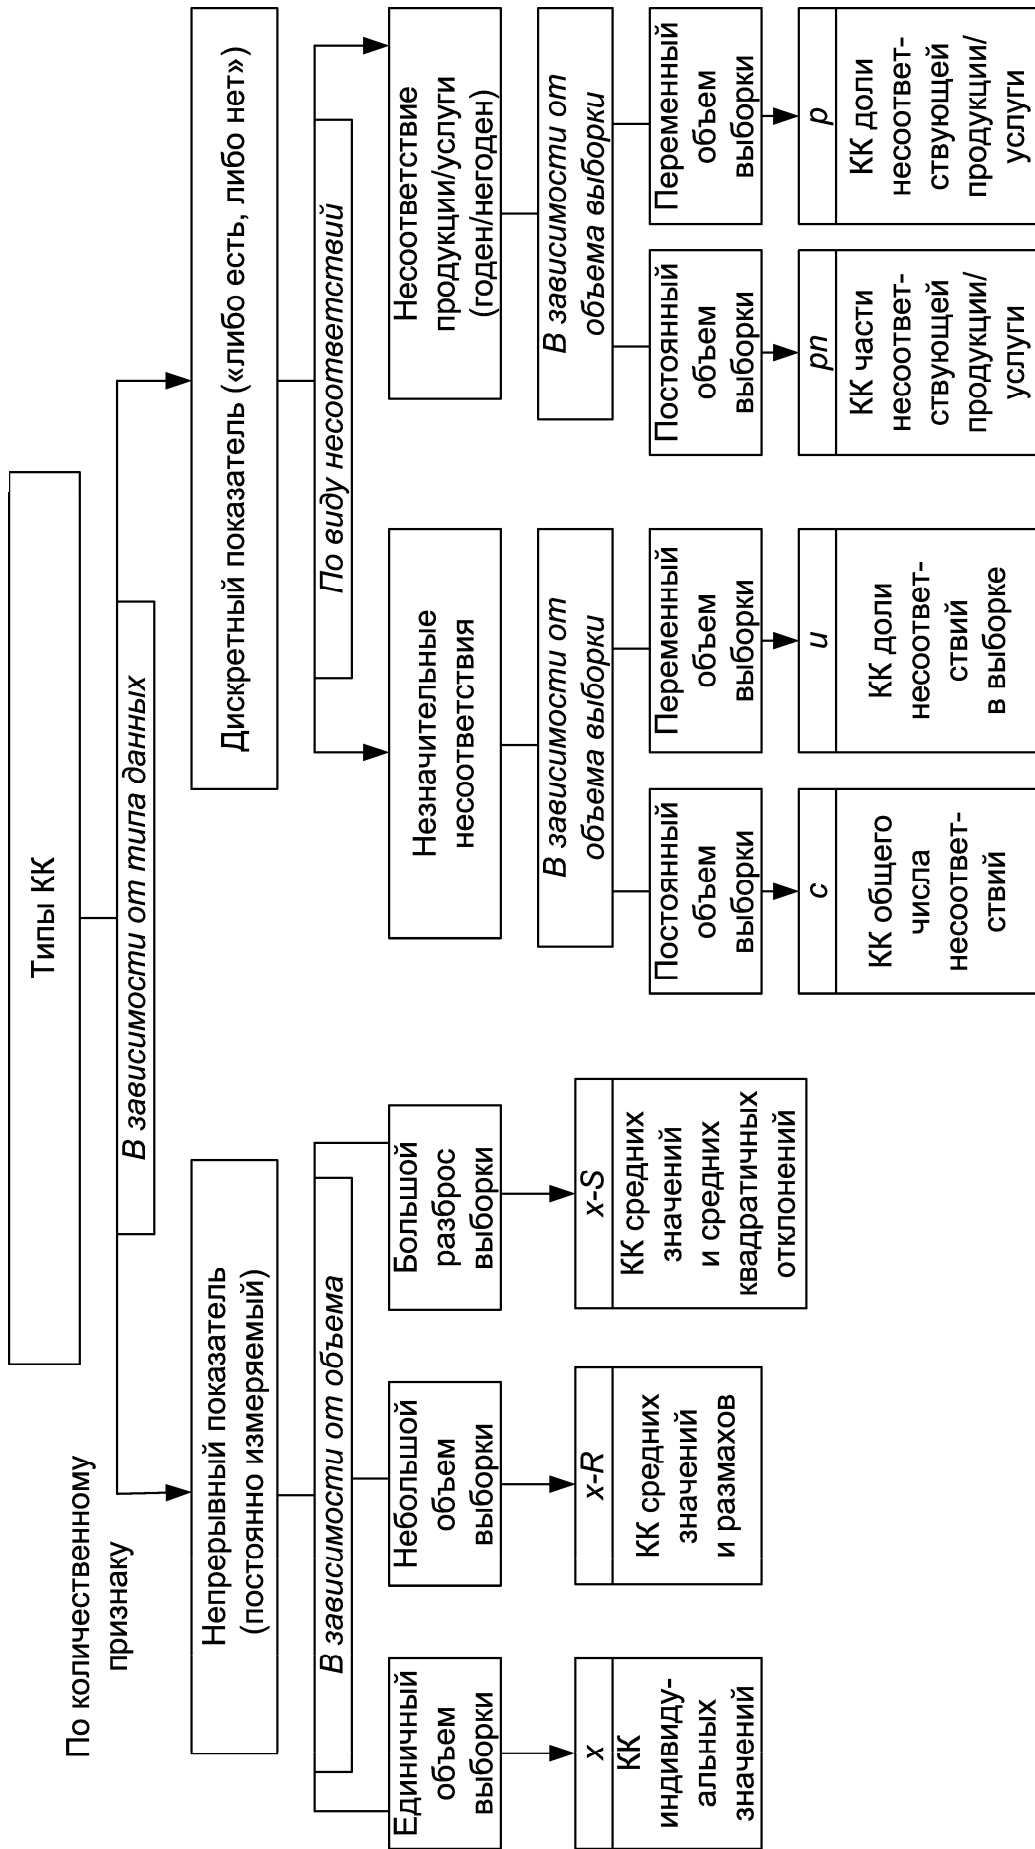 Типы КК
По количественному
признаку
В зависимости от типа данных
Непрерывный показатель
(постоянно измеряемый)
Дискретный показатель («либо есть, либо нет»)
В зависимости от объема
По виду несоответствий
Единичный
объем
выборки
Небольшой
объем
выборки
Большой
разброс
выборки
Незначительные
несоответствия
Несоответствие
продукции/услуги
(годен/негоден)
В зависимости от
объема выборки
В зависимости от
объема выборки
Постоянный
объем
выборки
Переменный
объем
выборки
Постоянный
объем
выборки
Переменный
объем
выборки
x
КК
индивиду-
альных
значений
x-R
КК средних
значений
и размахов
x-S
КК средних
значений
и средних
квадратичных
отклонений
c
КК общего
числа
несоответ-
ствий
u
КК доли
несоответ-
ствий
в выборке
pn
КК части
несоответ-
ствующей
продукции/
услуги
p
КК доли
несоответ-
ствующей
продукции/
услуги